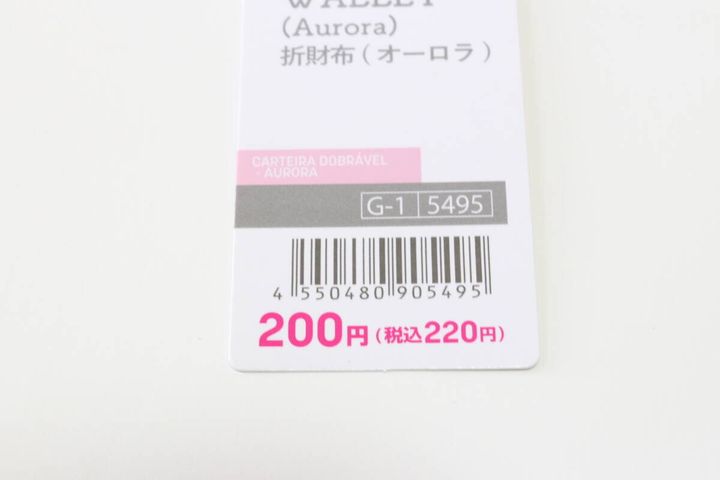 WALLET
(Aurora)
折財布(オーロラ)
CARTEIRA DOBRÁVEL
- AURORA
G-1 5495
4 550480 905495
200円(税込220円)